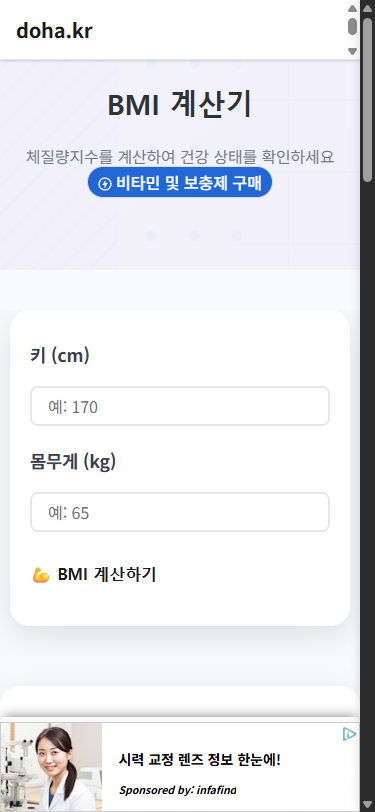 doha.kr
BMI 계산기
체질량지수를 계산하여 건강 상태를 확인하세요
비타민 및 보충제 구매
키 (cm)
예: 170
몸무게 (kg)
예: 65
💪 BMI 계산하기
시력 교정 렌즈 정보 한눈에!
Sponsored by: infafind